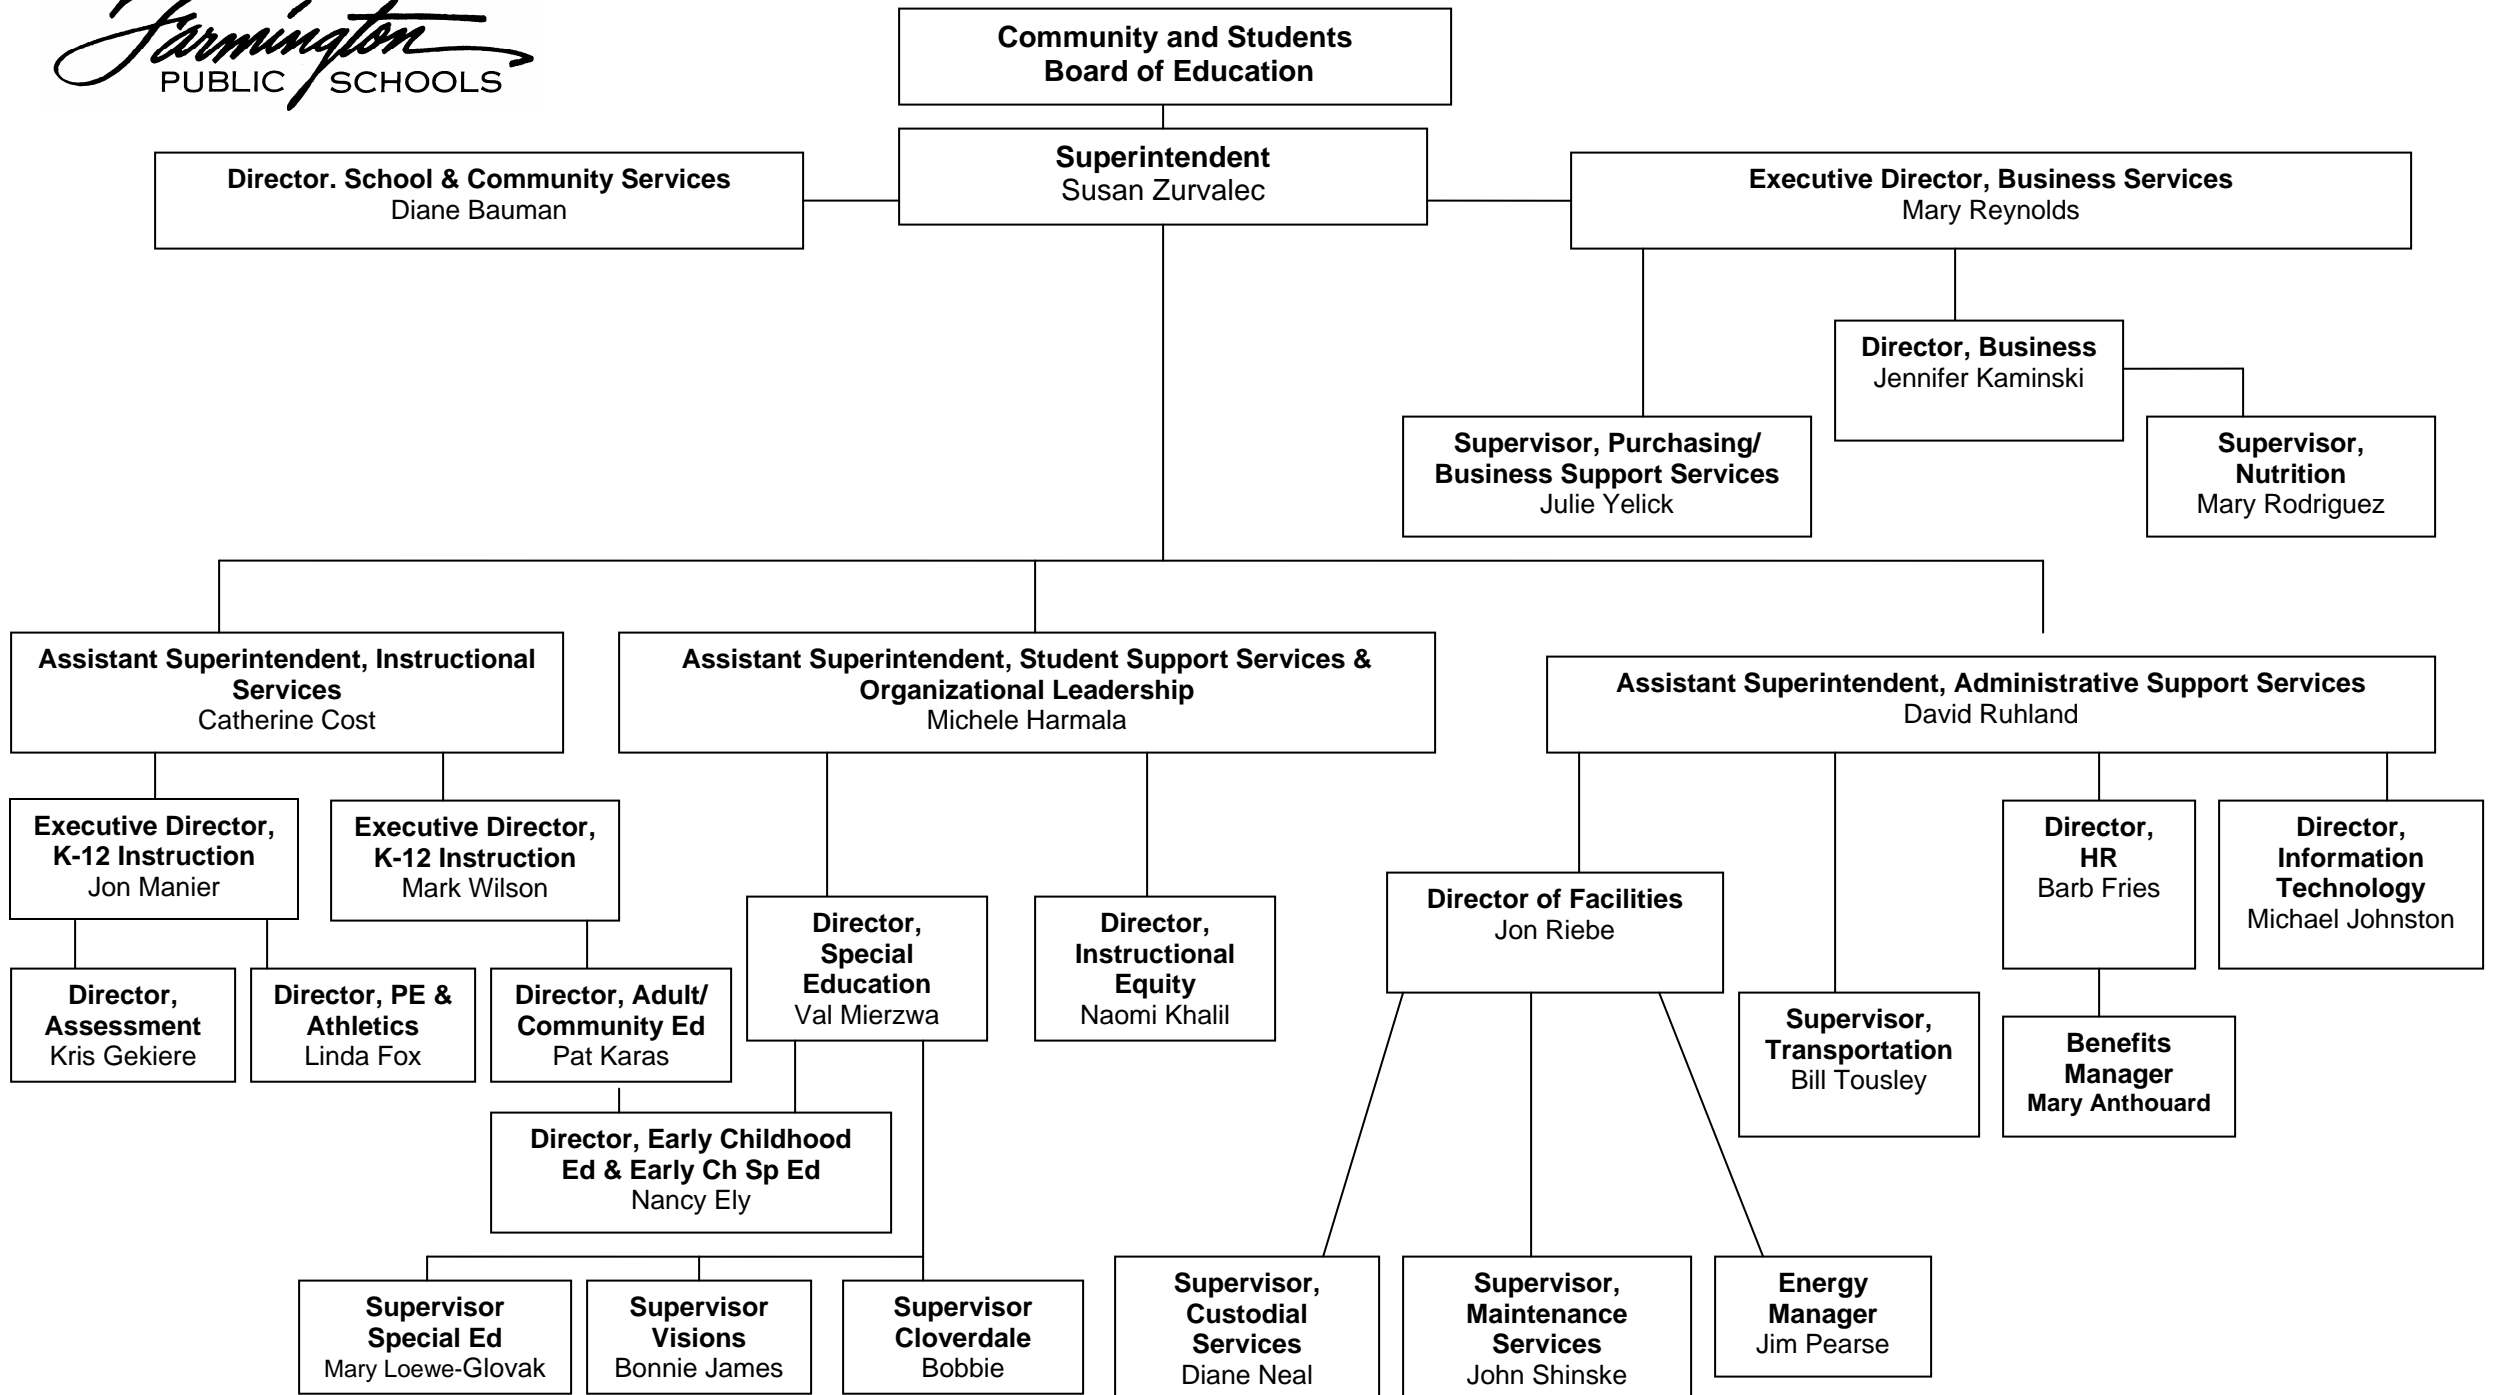 Farmington
PUBLIC SCHOOLS
Community and Students
Board of Education
Superintendent
Susan Zurvalec
Director. School & Community Services
Diane Bauman
Executive Director, Business Services
Mary Reynolds
Director, Business
Jennifer Kaminski
Supervisor, Purchasing/
Business Support Services
Julie Yelick
Supervisor,
Nutrition
Mary Rodriguez
Assistant Superintendent, Instructional
Services
Catherine Cost
Assistant Superintendent, Student Support Services &
Organizational Leadership
Michele Harmala
Assistant Superintendent, Administrative Support Services
David Ruhland
Executive Director,
K-12 Instruction
Jon Manier
Executive Director,
K-12 Instruction
Mark Wilson
Director,
HR
Barb Fries
Director,
Information
Technology
Michael Johnston
Director of Facilities
Jon Riebe
Director,
Special
Education
Val Mierzwa
Director,
Instructional
Equity
Naomi Khalil
Director,
Assessment
Kris Gekiere
Director, PE &
Athletics
Linda Fox
Director, Adult/
Community Ed
Pat Karas
Supervisor,
Transportation
Bill Tousley
Benefits
Manager
Mary Anthouard
Director, Early Childhood
Ed & Early Ch Sp Ed
Nancy Ely
Supervisor
Special Ed
Mary Loewe-Glovak
Supervisor
Visions
Bonnie James
Supervisor
Cloverdale
Bobbie
Supervisor,
Custodial
Services
Diane Neal
Supervisor,
Maintenance
Services
John Shinske
Energy
Manager
Jim Pearse